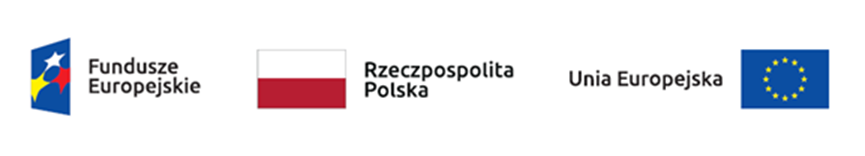 Fundusze
Europejskie
Rzeczpospolita
Polska
Unia Europejska